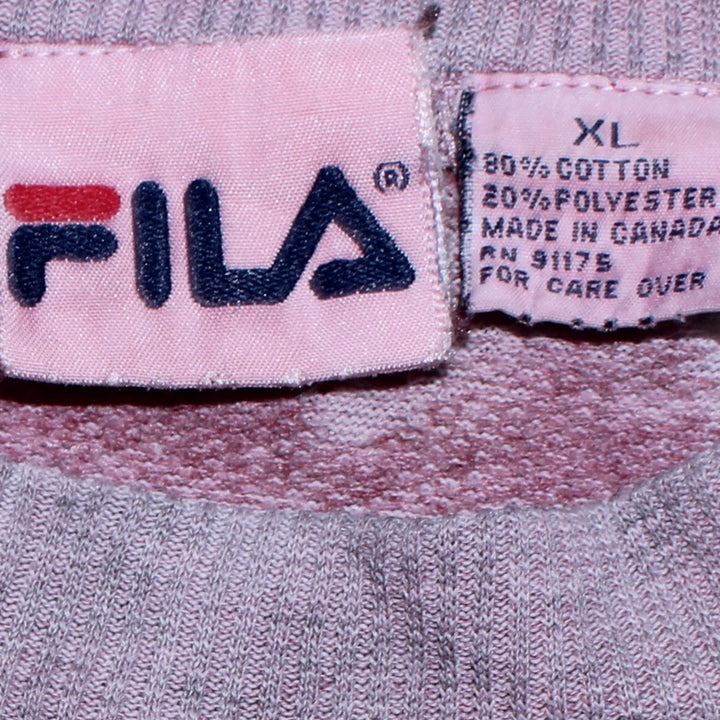 FILA®
XL
80% COTTON
20% POLYESTER
MADE IN CANADA
RN 91175
FOR CARE OVER